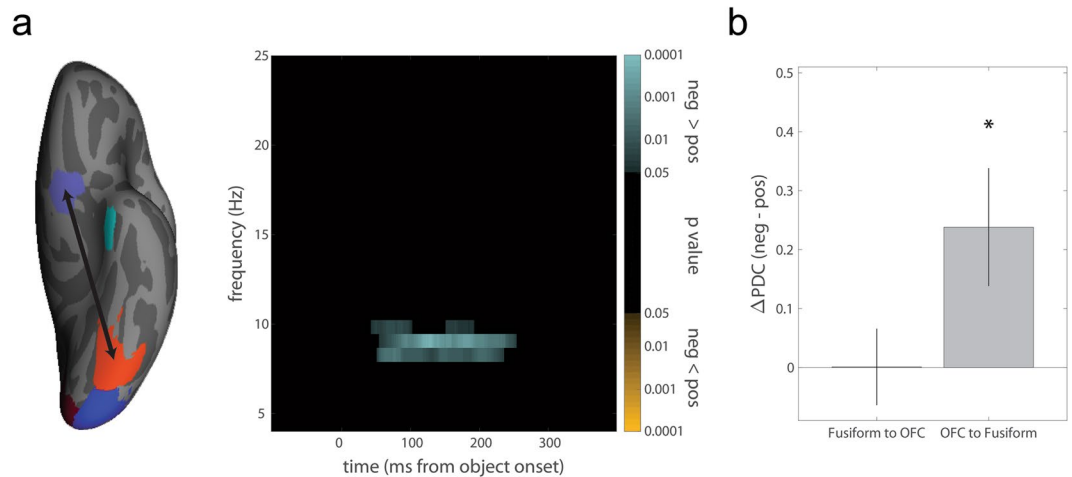 a
b
25
20
15
10
5
frequency (Hz)
0
100
200
300
time (ms from object onset)
0.0001
0.001
0.01
0.05
0.05
0.01
0.001
0.0001
neg > pos
p value
neg < pos
0.5
0.4
0.3
0.2
0.1
0
ΔPDC (neg - pos)
*
Fusiform to OFC
OFC to Fusiform